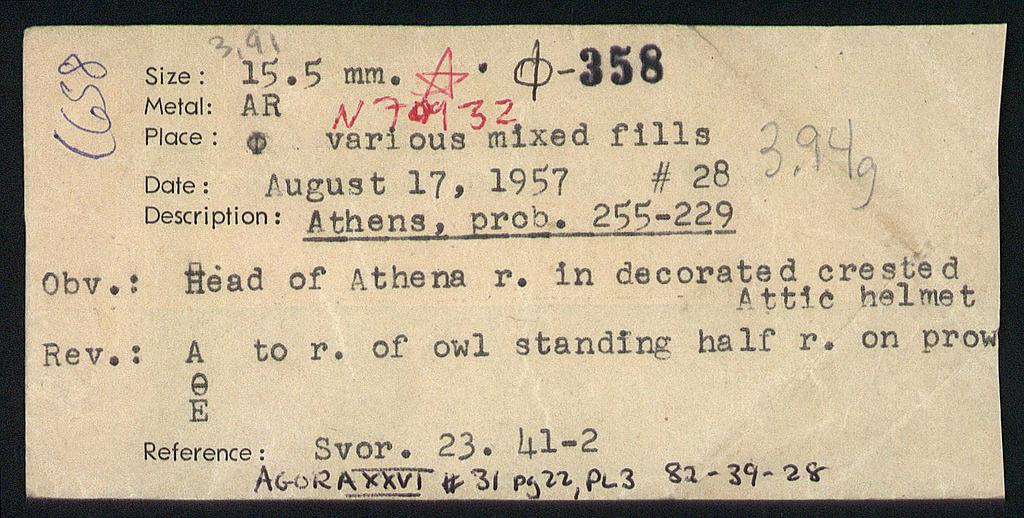 3.91
1658
Size: 15.5 mm. ☆· Φ-358
Metal: AR N70932
Place: Φ various mixed fills
Date: August 17, 1957 # 28
3.94g
Description: Athens, prob. 255-229
Obv.: Head of Athena r. in decorated crested
Attic helmet
Rev.: A to r. of owl standing half r. on prow
Θ
E
Reference: Svor. 23. 41-2
AGORA XXVI # 31 pg 22, PL3 82-39-28